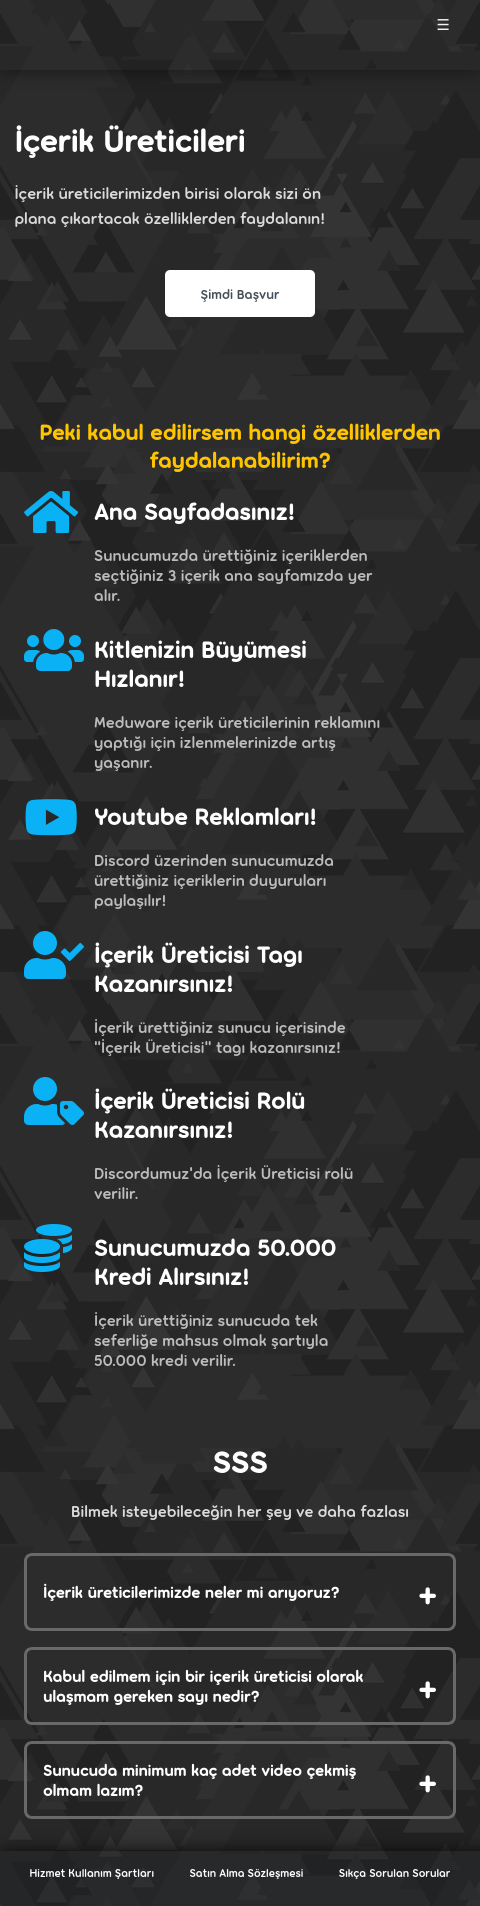 İçerik Üreticileri
İçerik üreticilerimizden birisi olarak sizi ön
plana çıkartacak özelliklerden faydalanın!
Şimdi Başvur
Peki kabul edilirsem hangi özelliklerden
faydalanabilirim?
Ana Sayfadasınız!
Sunucumuzda ürettiğiniz içeriklerden
seçtiğiniz 3 içerik ana sayfamızda yer
alır.
Kitlenizin Büyümesi
Hızlanır!
Meduware içerik üreticilerinin reklamını
yaptığı için izlenmelerinizde artış
yaşanır.
Youtube Reklamları!
Discord üzerinden sunucumuzda
ürettiğiniz içeriklerin duyuruları
paylaşılır!
İçerik Üreticisi Tagı
Kazanırsınız!
İçerik ürettiğiniz sunucu içerisinde
"İçerik Üreticisi" tagı kazanırsınız!
İçerik Üreticisi Rolü
Kazanırsınız!
Discordumuz'da İçerik Üreticisi rolü
verilir.
Sunucumuzda 50.000
Kredi Alırsınız!
İçerik ürettiğiniz sunucuda tek
seferliğe mahsus olmak şartıyla
50.000 kredi verilir.
SSS
Bilmek isteyebileceğin her şey ve daha fazlası
İçerik üreticilerimizde neler mi arıyoruz?
Kabul edilmem için bir içerik üreticisi olarak
ulaşmam gereken sayı nedir?
Sunucuda minimum kaç adet video çekmiş
olmam lazım?
Hizmet Kullanım Şartları Satın Alma Sözleşmesi Sıkça Sorulan Sorular